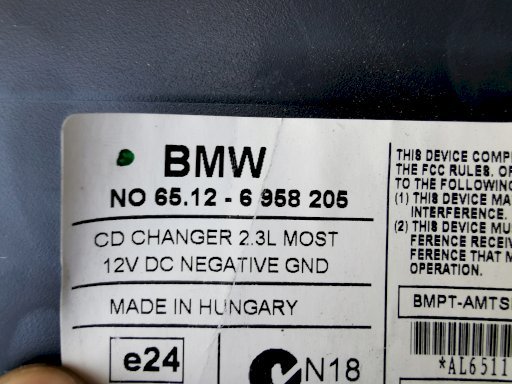 BMW
NO 65.12 - 6 958 205
CD CHANGER 2.3L MOST
12V DC NEGATIVE GND
MADE IN HUNGARY
e24
N18
THIS DEVICE COMP
THE FCC RULES. OP
TO THE FOLLOWING
(1) THIS DEVICE MA
INTERFERENCE.
(2) THIS DEVICE MU
FERENCE RECEIV
FERENCE THAT M
OPERATION.
BMPT-AMTS
*AL6511